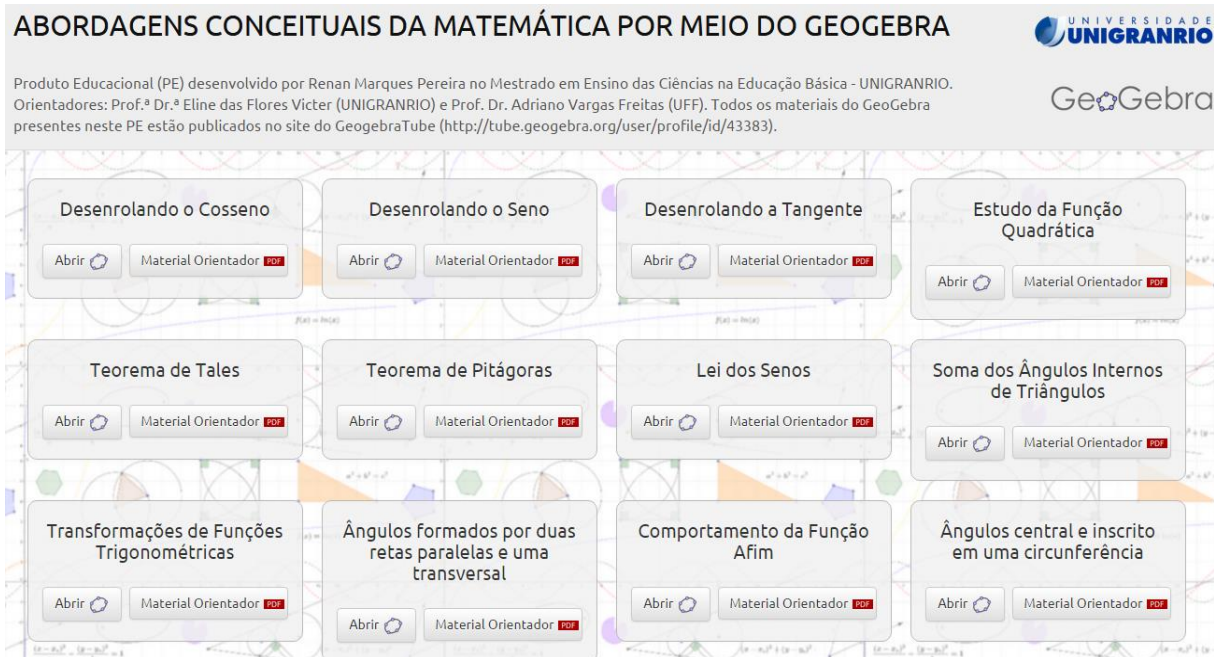 ABORDAGENS CONCEITUAIS DA MATEMÁTICA POR MEIO DO GEOGEBRA
UNIVERSIDADE
UNIGRANRIO
Produto Educacional (PE) desenvolvido por Renan Marques Pereira no Mestrado em Ensino das Ciências na Educação Básica - UNIGRANRIO.
Orientadores: Prof.ª Dr.ª Eline das Flores Victer (UNIGRANRIO) e Prof. Dr. Adriano Vargas Freitas (UFF). Todos os materiais do GeoGebra
presentes neste PE estão publicados no site do GeogebraTube (http://tube.geogebra.org/user/profile/id/43383).
GeoGebra
Desenrolando o Cosseno
Abrir Material Orientador PDF
Desenrolando o Seno
Abrir Material Orientador PDF
Desenrolando a Tangente
Abrir Material Orientador PDF
Estudo da Função
Quadrática
Abrir Material Orientador PDF
f(x) = ln(x)
f(x) = ln(x)
Teorema de Tales
Abrir Material Orientador PDF
Teorema de Pitágoras
Abrir Material Orientador PDF
Lei dos Senos
Abrir Material Orientador PDF
Soma dos Ângulos Internos
de Triângulos
Abrir Material Orientador PDF
Transformações de Funções
Trigonométricas
Abrir Material Orientador PDF
Ângulos formados por duas
retas paralelas e uma
transversal
Abrir Material Orientador PDF
Comportamento da Função
Afim
Abrir Material Orientador PDF
Ângulos central e inscrito
em uma circunferência
Abrir Material Orientador PDF